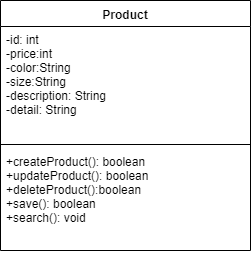 Product
-id: int
-price:int
-color:String
-size:String
-description: String
-detail: String
+createProduct(): boolean
+updateProduct(): boolean
+deleteProduct():boolean
+save(): boolean
+search(): void